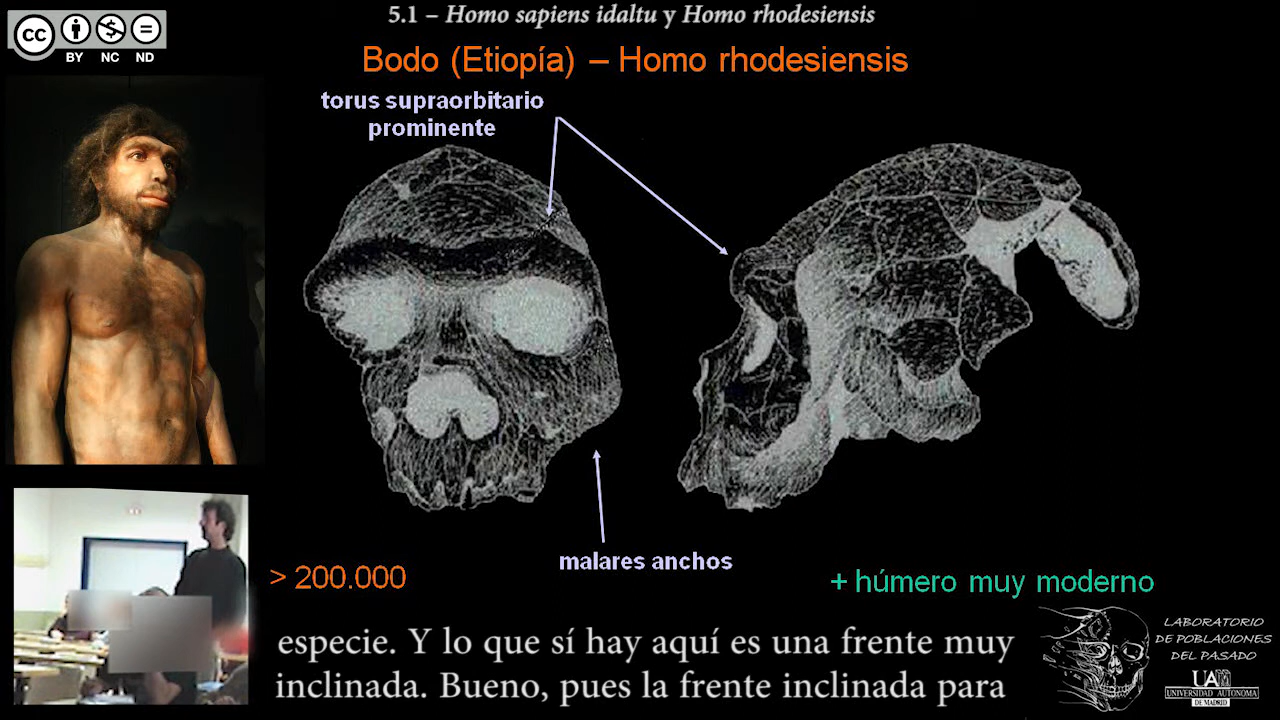 5.1 – Homo sapiens idaltu y Homo rhodesiensis
cc
BY NC ND
Bodo (Etiopía) – Homo rhodesiensis
torus supraorbitario
prominente
malares anchos
> 200.000
+ húmero muy moderno
especie. Y lo que sí hay aquí es una frente muy
inclinada. Bueno, pues la frente inclinada para
LABORATORIO
DE POBLACIONES
DEL PASADO
UAM
UNIVERSIDAD AUTONOMA
DE MADRID